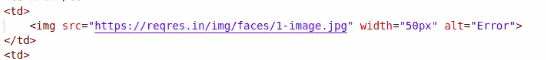 <td>
<img src="https://reqres.in/img/faces/1-image.jpg" width="50px" alt="Error">
</td>
<td>